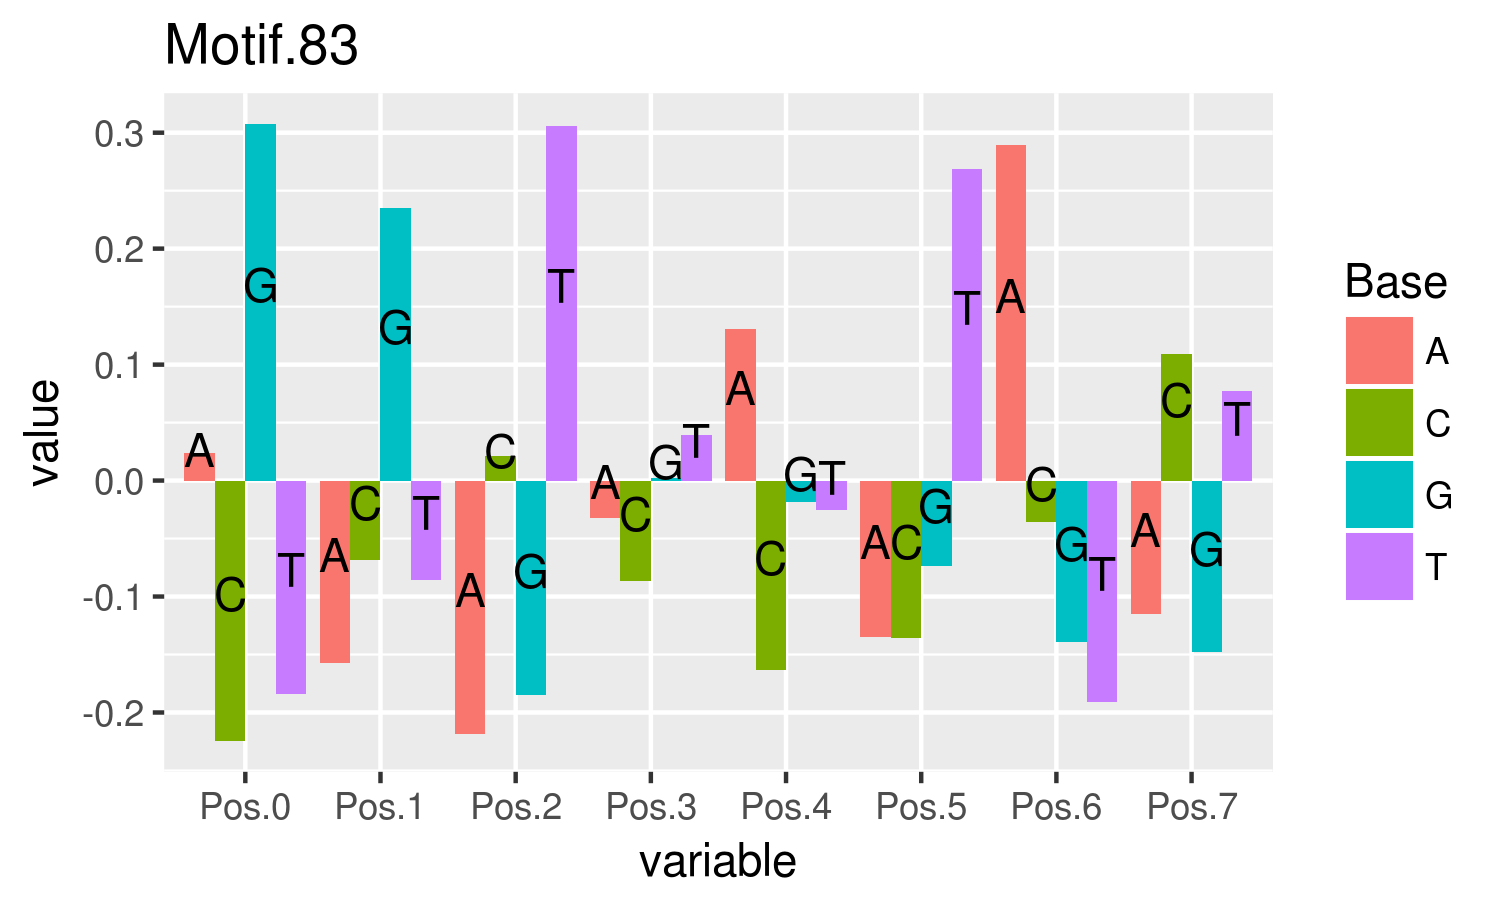 Motif.83
0.3
0.2
0.1
0.0
-0.1
-0.2
value
A C G T A C G T A C G T A C G T A C G T A C G T A C G T A C G T
Pos.0 Pos.1 Pos.2 Pos.3 Pos.4 Pos.5 Pos.6 Pos.7
variable
Base
A
C
G
T